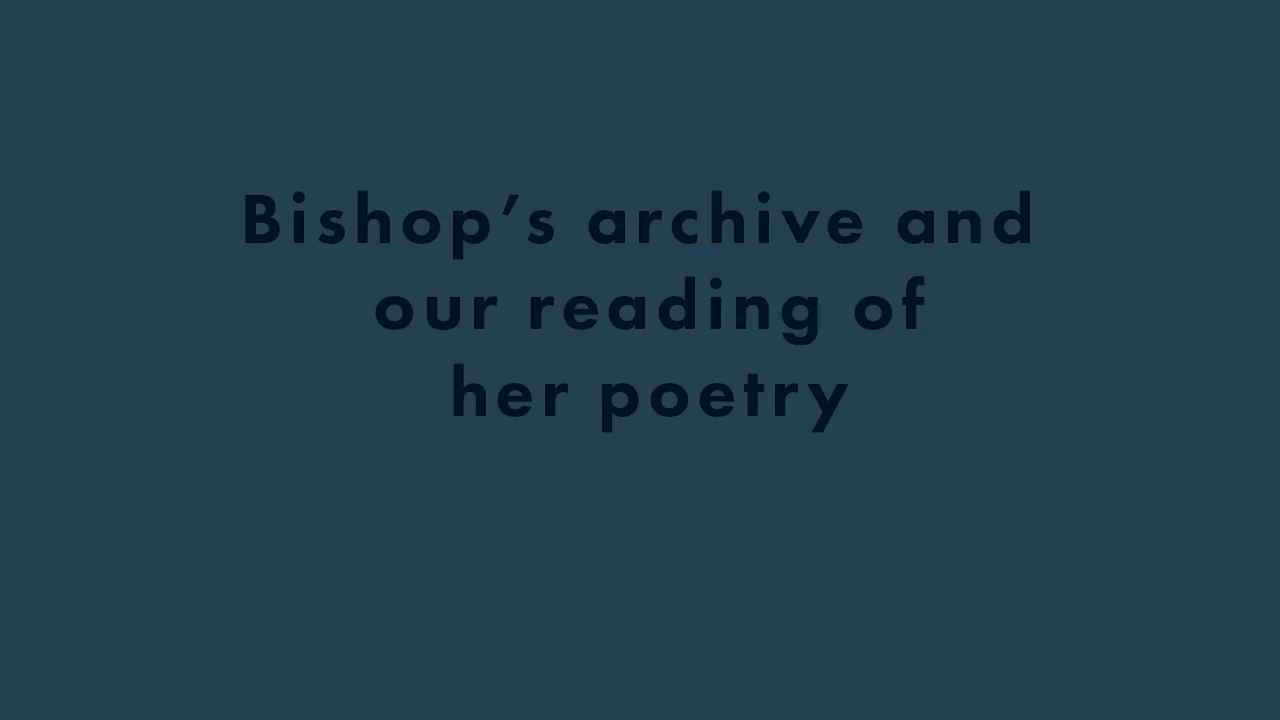 Bishop’s archive and
our reading of
her poetry